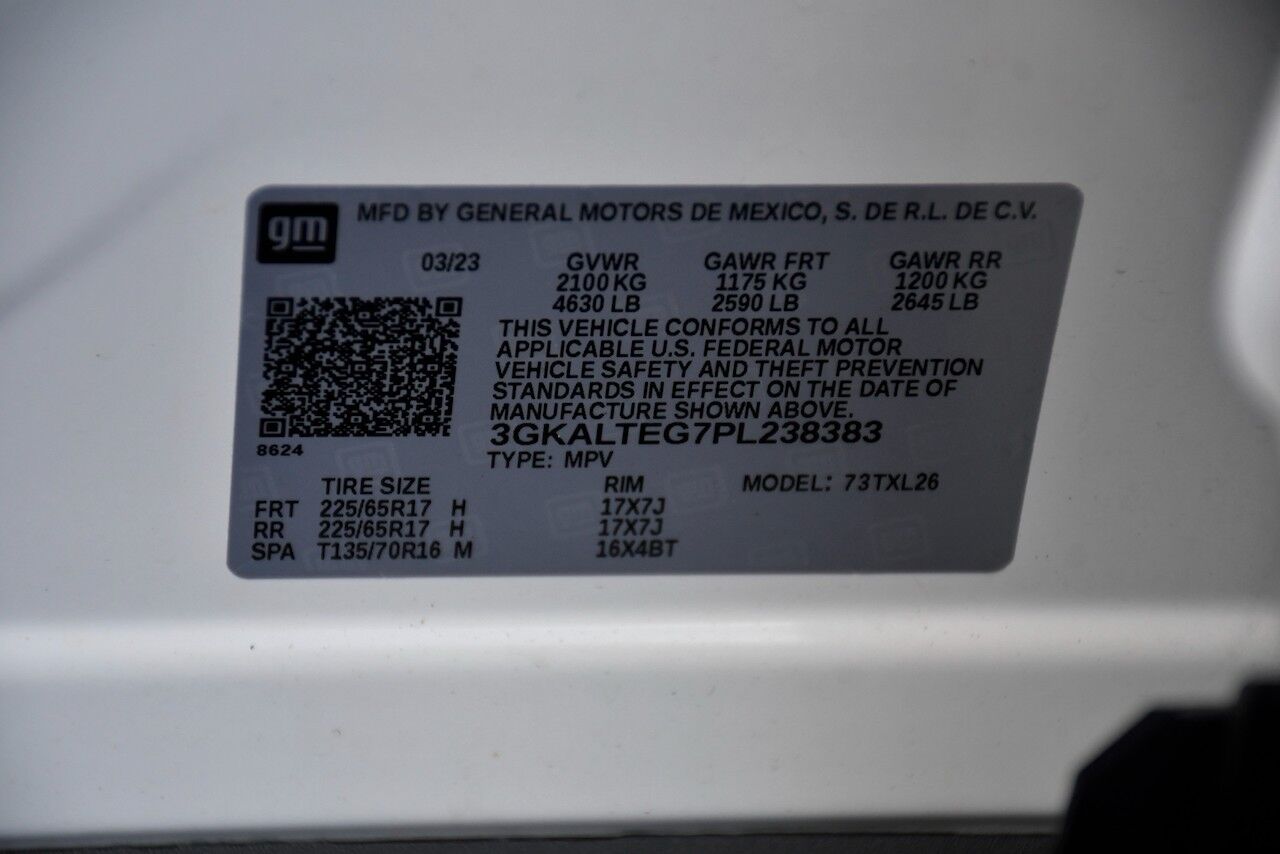 gm
MFD BY GENERAL MOTORS DE MEXICO, S. DE R.L. DE C.V.
03/23 GVWR GAWR FRT GAWR RR
2100 KG 1175 KG 1200 KG
4630 LB 2590 LB 2645 LB
THIS VEHICLE CONFORMS TO ALL
APPLICABLE U.S. FEDERAL MOTOR
VEHICLE SAFETY AND THEFT PREVENTION
STANDARDS IN EFFECT ON THE DATE OF
MANUFACTURE SHOWN ABOVE.
3GKALTEG7PL238383
8624
TYPE: MPV
TIRE SIZE RIM MODEL: 73TXL26
FRT 225/65R17 H 17X7J
RR 225/65R17 H 17X7J
SPA T135/70R16 M 16X4BT